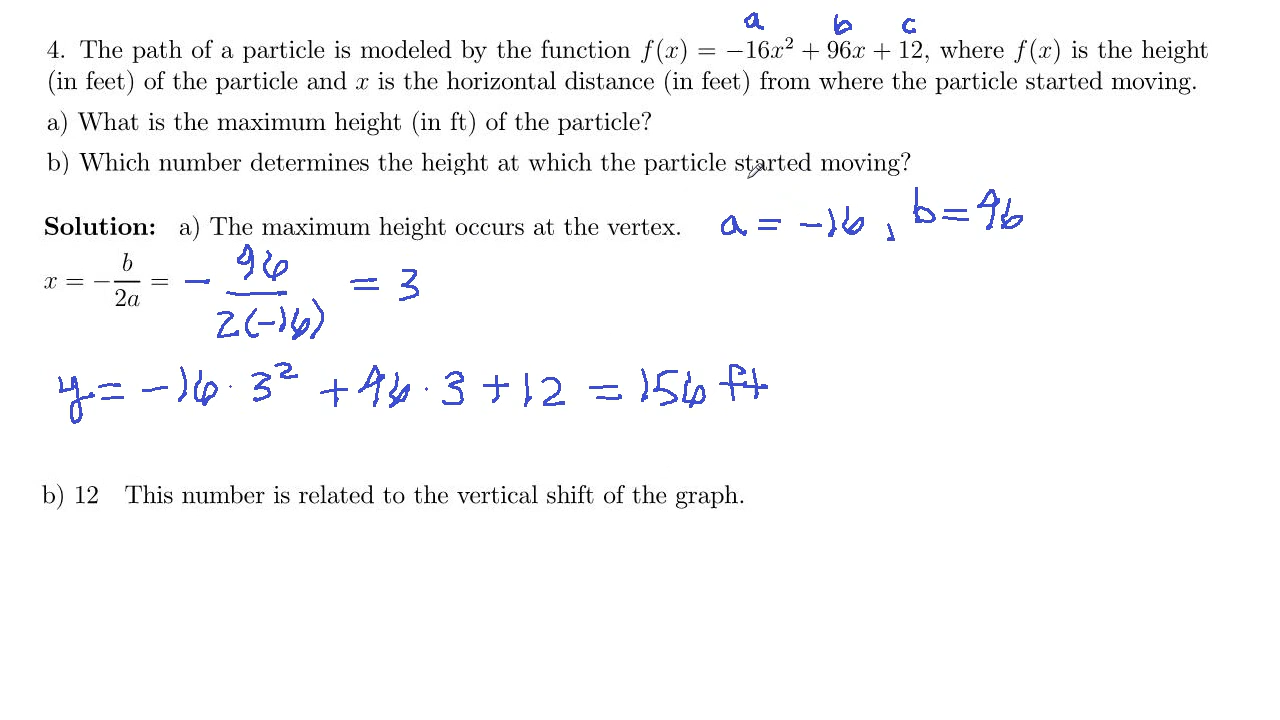 a b c
4. The path of a particle is modeled by the function f(x) = −16x² + 96x + 12, where f(x) is the height
(in feet) of the particle and x is the horizontal distance (in feet) from where the particle started moving.
a) What is the maximum height (in ft) of the particle?
b) Which number determines the height at which the particle started moving?
Solution: a) The maximum height occurs at the vertex. a = −16, b = 96
x = −b/2a = −96/2(−16) = 3
y = −16 · 3² + 96 · 3 + 12 = 156 ft
b) 12 This number is related to the vertical shift of the graph.